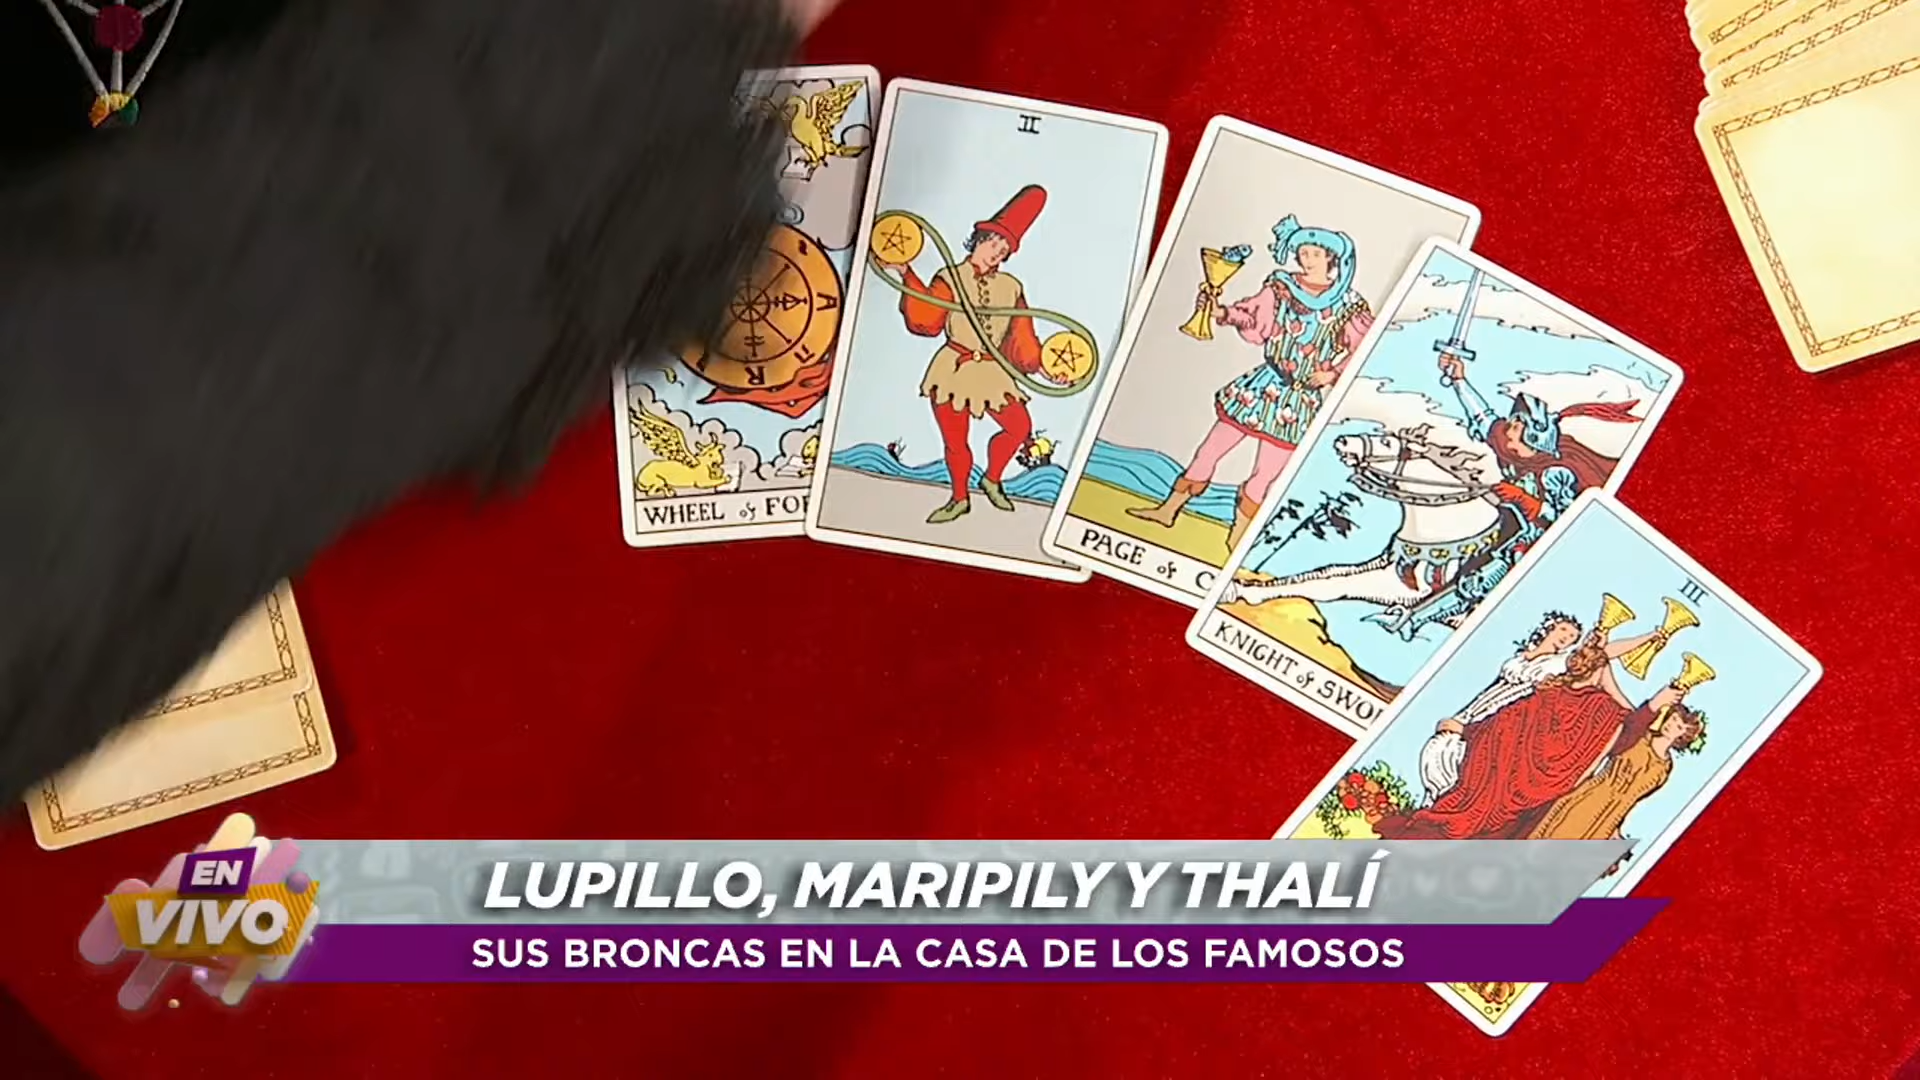 II
WHEEL of FOR
PAGE of C
KNIGHT of SWOR
III
EN
VIVO
LUPILLO, MARIPILY Y THALÍ
SUS BRONCAS EN LA CASA DE LOS FAMOSOS